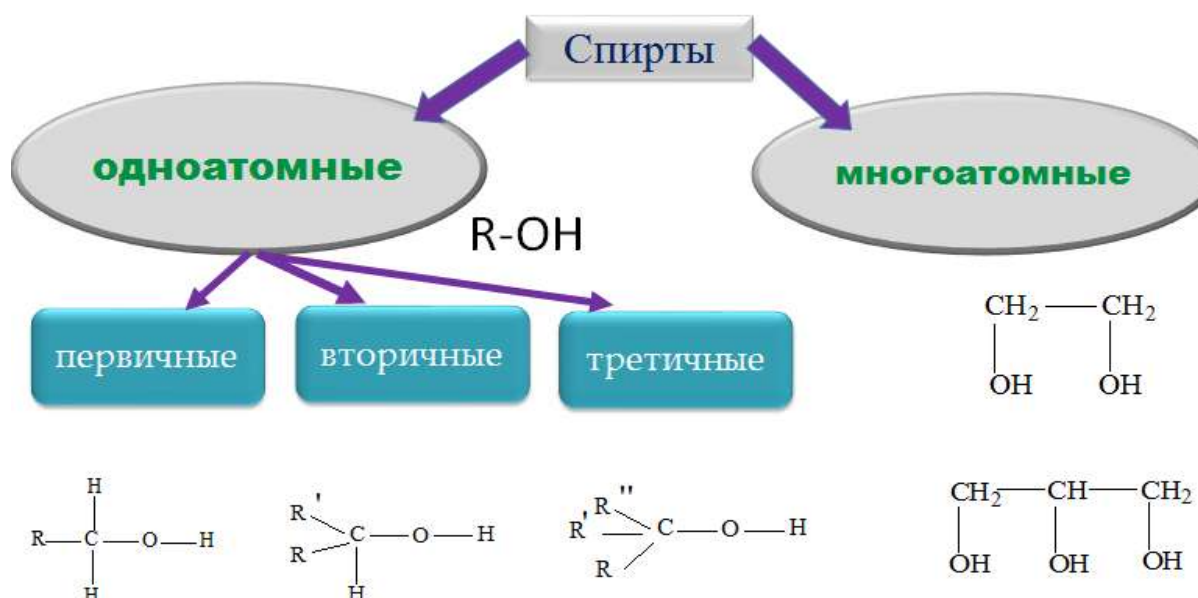 Спирты
одноатомные
многоатомные
R-OH
первичные
вторичные
третичные
CH₂—CH₂
OH OH
H
R—C—O—H
H
R'
R C—O—H
H
R''
R' C—O—H
R
CH₂—CH—CH₂
OH OH OH